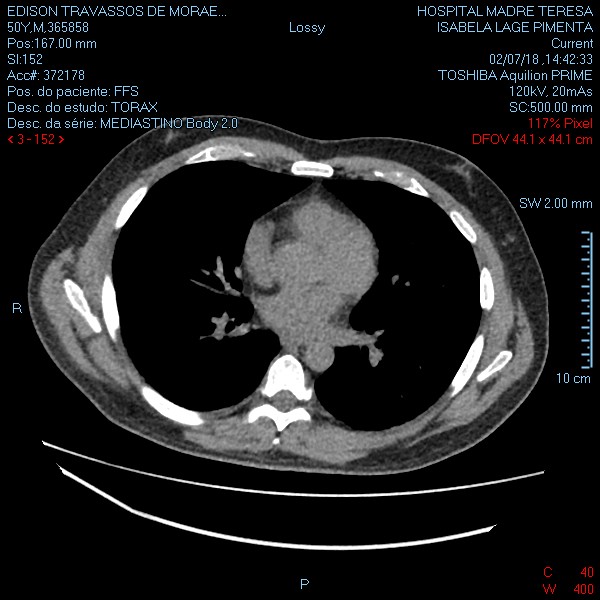 EDISON TRAVASSOS DE MORAE...
50Y,M,365858
Pos:167.00 mm
SI:152
Acc#: 372178
Pos. do paciente: FFS
Desc. do estudo: TORAX
Desc. da série: MEDIASTINO Body 2.0
< 3 - 152 >
Lossy
HOSPITAL MADRE TERESA
ISABELA LAGE PIMENTA
Current
02/07/18 ,14:42:33
TOSHIBA Aquilion PRIME
120kV, 20mAs
SC:500.00 mm
117% Pixel
DFOV 44.1 x 44.1 cm
SW 2.00 mm
R
10 cm
P
C 40
W 400